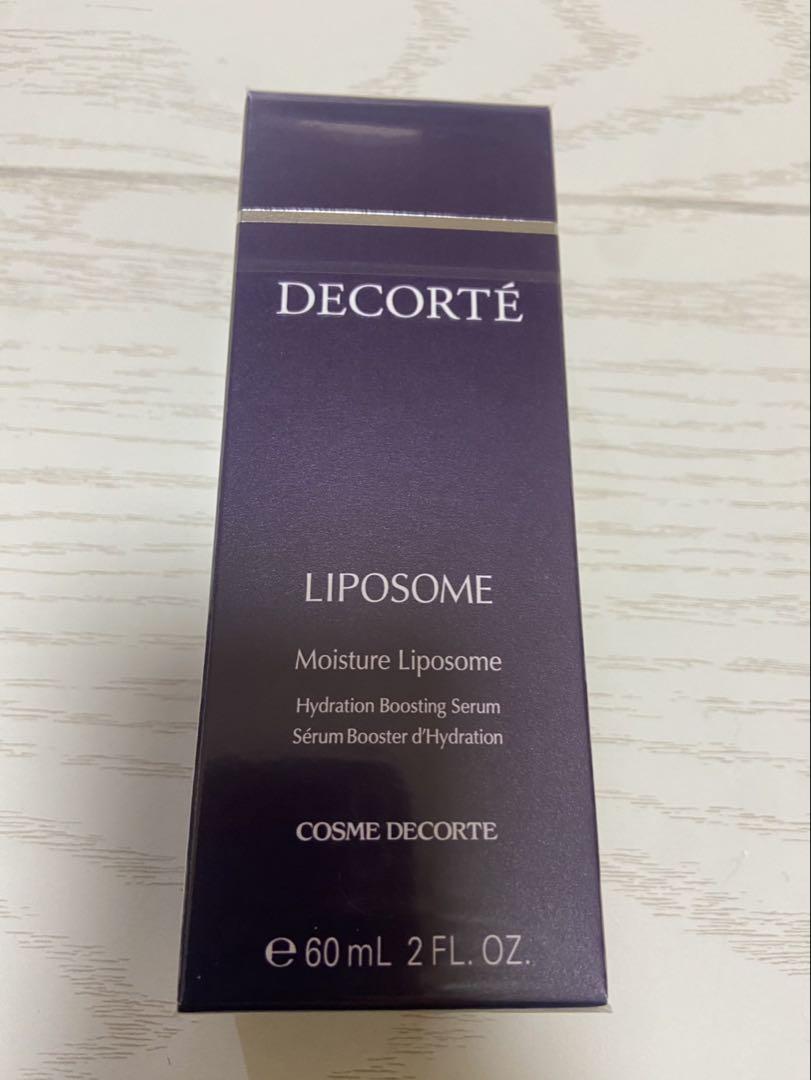 DECORTÉ
LIPOSOME
Moisture Liposome
Hydration Boosting Serum
Sérum Booster d'Hydration
COSME DECORTE
℮ 60 mL 2 FL. OZ.